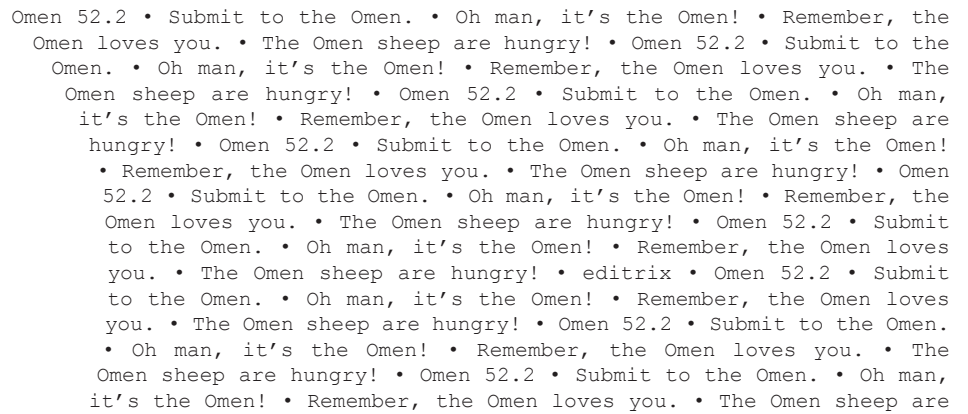 Omen 52.2 • Submit to the Omen. • Oh man, it’s the Omen! • Remember, the
Omen loves you. • The Omen sheep are hungry! • Omen 52.2 • Submit to the
Omen. • Oh man, it’s the Omen! • Remember, the Omen loves you. • The
Omen sheep are hungry! • Omen 52.2 • Submit to the Omen. • Oh man,
it’s the Omen! • Remember, the Omen loves you. • The Omen sheep are
hungry! • Omen 52.2 • Submit to the Omen. • Oh man, it’s the Omen!
• Remember, the Omen loves you. • The Omen sheep are hungry! • Omen
52.2 • Submit to the Omen. • Oh man, it’s the Omen! • Remember, the
Omen loves you. • The Omen sheep are hungry! • Omen 52.2 • Submit
to the Omen. • Oh man, it’s the Omen! • Remember, the Omen loves
you. • The Omen sheep are hungry! • editrix • Omen 52.2 • Submit
to the Omen. • Oh man, it’s the Omen! • Remember, the Omen loves
you. • The Omen sheep are hungry! • Omen 52.2 • Submit to the Omen.
• Oh man, it’s the Omen! • Remember, the Omen loves you. • The
Omen sheep are hungry! • Omen 52.2 • Submit to the Omen. • Oh man,
it’s the Omen! • Remember, the Omen loves you. • The Omen sheep are